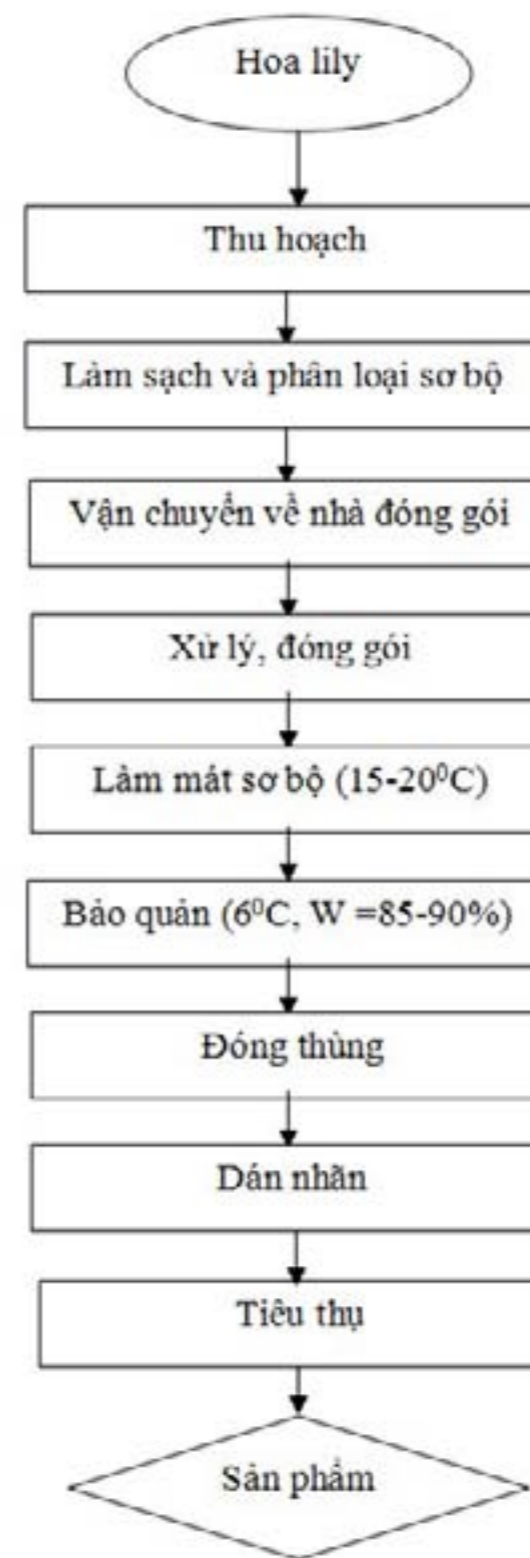 Hoa lily
Thu hoạch
Làm sạch và phân loại sơ bộ
Vận chuyển về nhà đóng gói
Xử lý, đóng gói
Làm mát sơ bộ (15-20⁰C)
Bảo quản (6⁰C, W =85-90%)
Đóng thùng
Dán nhãn
Tiêu thụ
Sản phẩm